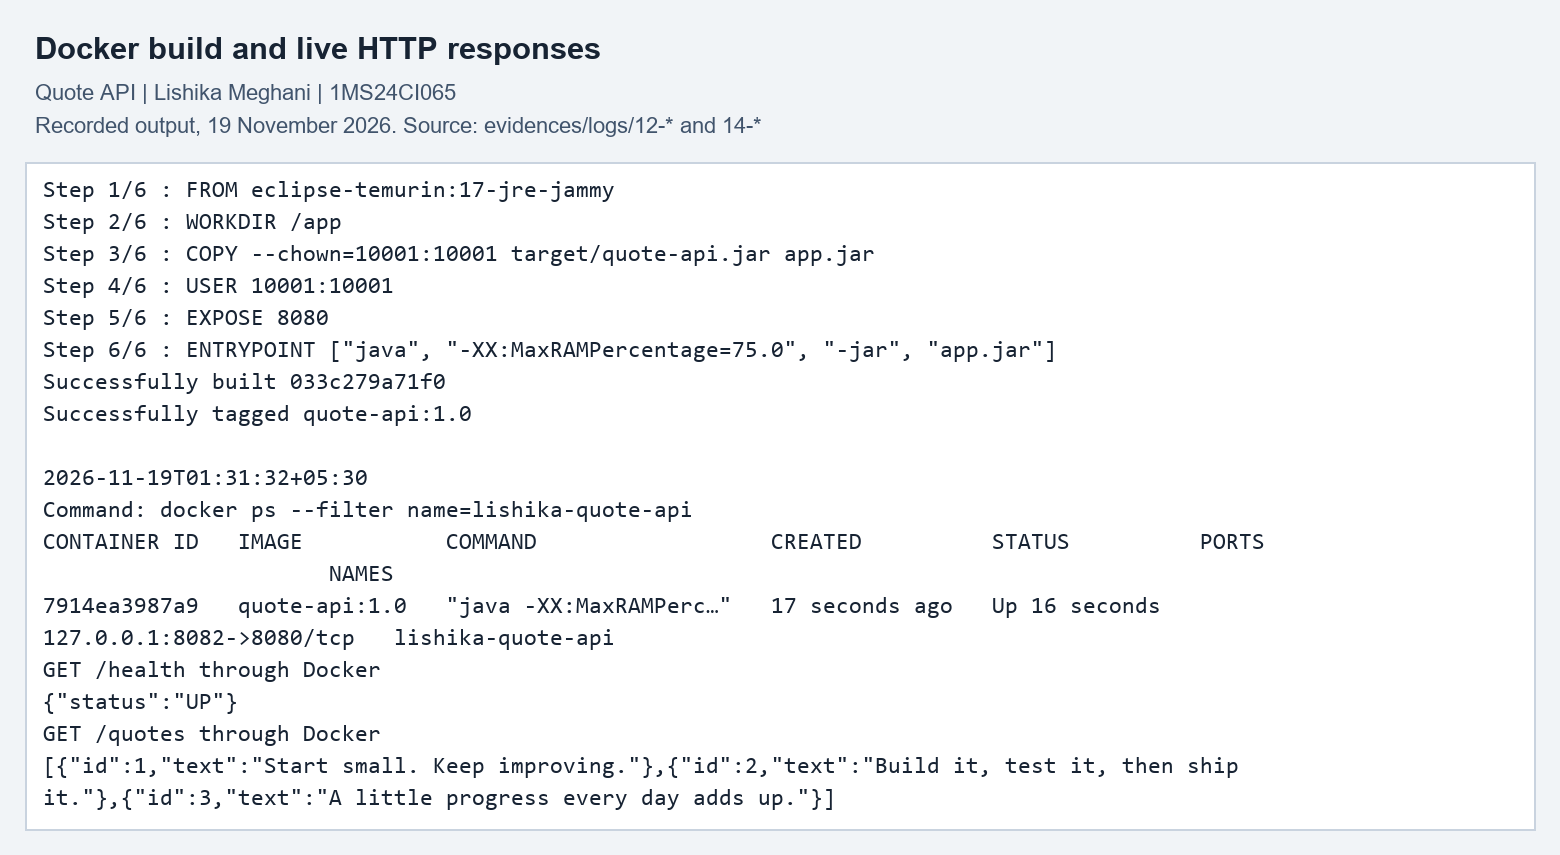 Docker build and live HTTP responses
Quote API | Lishika Meghani | 1MS24CI065
Recorded output, 19 November 2026. Source: evidences/logs/12-* and 14-*
Step 1/6 : FROM eclipse-temurin:17-jre-jammy
Step 2/6 : WORKDIR /app
Step 3/6 : COPY --chown=10001:10001 target/quote-api.jar app.jar
Step 4/6 : USER 10001:10001
Step 5/6 : EXPOSE 8080
Step 6/6 : ENTRYPOINT ["java", "-XX:MaxRAMPercentage=75.0", "-jar", "app.jar"]
Successfully built 033c279a71f0
Successfully tagged quote-api:1.0
2026-11-19T01:31:32+05:30
Command: docker ps --filter name=lishika-quote-api
CONTAINER ID   IMAGE           COMMAND                  CREATED          STATUS          PORTS
NAMES
7914ea3987a9   quote-api:1.0   "java -XX:MaxRAMPerc…"   17 seconds ago   Up 16 seconds
127.0.0.1:8082->8080/tcp   lishika-quote-api
GET /health through Docker
{"status":"UP"}
GET /quotes through Docker
[{"id":1,"text":"Start small. Keep improving."},{"id":2,"text":"Build it, test it, then ship
it."},{"id":3,"text":"A little progress every day adds up."}]